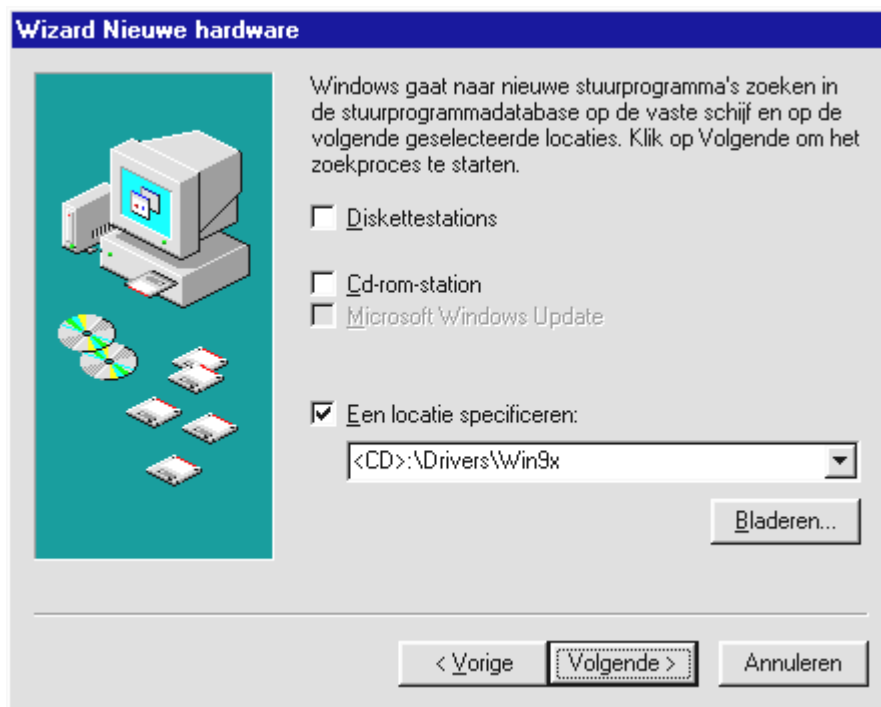 Wizard Nieuwe hardware
Windows gaat naar nieuwe stuurprogramma's zoeken in
de stuurprogrammadatabase op de vaste schijf en op de
volgende geselecteerde locaties. Klik op Volgende om het
zoekproces te starten.
Diskettestations
Cd-rom-station
Microsoft Windows Update
Een locatie specificeren:
<CD>:\Drivers\Win9x
Bladeren...
< Vorige
Volgende >
Annuleren